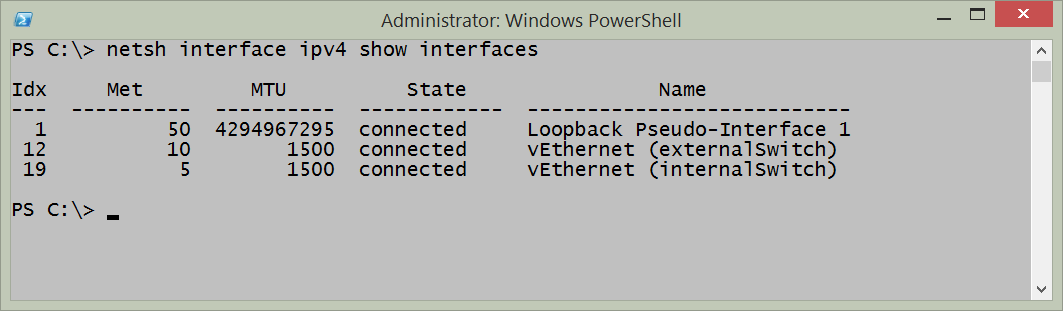 Administrator: Windows PowerShell
PS C:\> netsh interface ipv4 show interfaces
Idx     Met         MTU          State                Name
---  ----------  ----------  ------------  ---------------------------
  1          50  4294967295  connected     Loopback Pseudo-Interface 1
 12          10        1500  connected     vEthernet (externalSwitch)
 19           5        1500  connected     vEthernet (internalSwitch)
PS C:\>